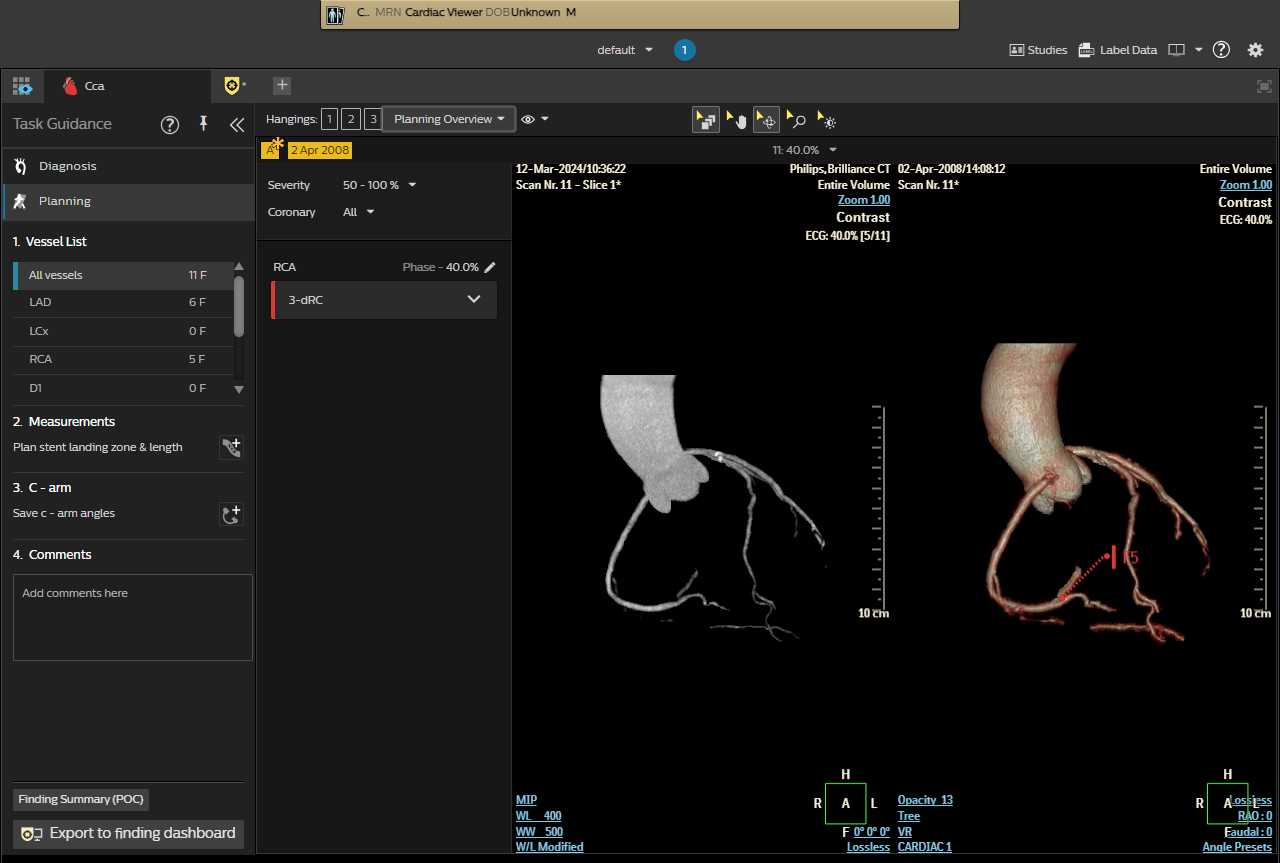 C.. MRN Cardiac Viewer DOB Unknown M
default 1
Studies Label Data
Cca
Task Guidance
Hangings: 1 2 3 Planning Overview
A 2 Apr 2008
11: 40.0%
Diagnosis
Planning
1. Vessel List
All vessels 11 F
LAD 6 F
LCx 0 F
RCA 5 F
D1 0 F
2. Measurements
Plan stent landing zone & length
3. C - arm
Save c - arm angles
4. Comments
Add comments here
Finding Summary (POC)
Export to finding dashboard
Severity 50 - 100 %
Coronary All
RCA Phase - 40.0%
3-dRC
12-Mar-2024/10:36:22
Scan Nr. 11 - Slice 1*
Philips,Brilliance CT
Entire Volume
Zoom 1.00
Contrast
ECG: 40.0% [5/11]
10 cm
MIP
WL 400
WW 500
W/L Modified
H
R A L
F 0° 0° 0°
Lossless
02-Apr-2008/14:08:12
Scan Nr. 11*
Entire Volume
Zoom 1.00
Contrast
ECG: 40.0%
F5
10 cm
Opacity 13
Tree
VR
CARDIAC 1
H
R A L
Lossless
RAO : 0
Faudal : 0
Angle Presets